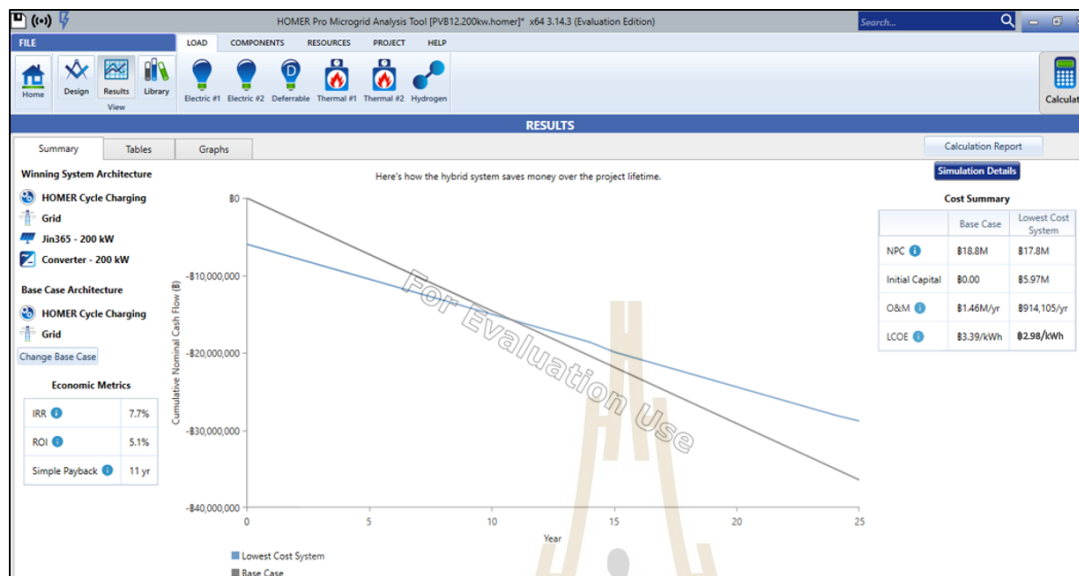 HOMER Pro Microgrid Analysis Tool [PVB12.200kw.homer]* x64 3.14.3 (Evaluation Edition)
Search...
FILE
LOAD COMPONENTS RESOURCES PROJECT HELP
Home
Design
Results
Library
View
Electric #1
Electric #2
Deferrable
Thermal #1
Thermal #2
Hydrogen
Calculat
RESULTS
Summary
Tables
Graphs
Calculation Report
Simulation Details
Winning System Architecture
HOMER Cycle Charging
Grid
Jin365 - 200 kW
Converter - 200 kW
Base Case Architecture
HOMER Cycle Charging
Grid
Change Base Case
Economic Metrics
IRR 7.7%
ROI 5.1%
Simple Payback 11 yr
Here's how the hybrid system saves money over the project lifetime.
Cumulative Nominal Cash Flow (฿)
฿0
-฿10,000,000
-฿20,000,000
-฿30,000,000
-฿40,000,000
0 5 10 15 20 25
Year
For Evaluation Use
Lowest Cost System
Base Case
Cost Summary
Base Case
Lowest Cost
System
NPC ฿18.8M ฿17.8M
Initial Capital ฿0.00 ฿5.97M
O&M ฿1.46M/yr ฿914,105/yr
LCOE ฿3.39/kWh ฿2.98/kWh